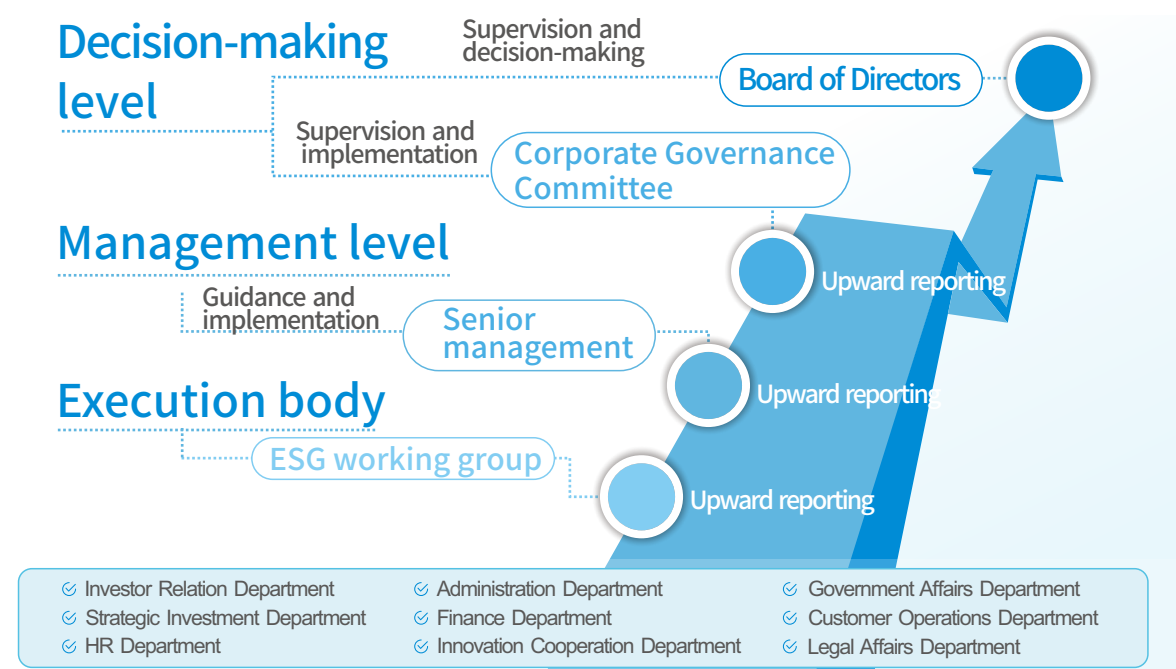 Decision-making
level
Supervision and
decision-making
Board of Directors
Supervision and
implementation
Corporate Governance
Committee
Management level
Guidance and
implementation
Senior
management
Upward reporting
Upward reporting
Execution body
ESG working group
Upward reporting
Investor Relation Department
Strategic Investment Department
HR Department
Administration Department
Finance Department
Innovation Cooperation Department
Government Affairs Department
Customer Operations Department
Legal Affairs Department